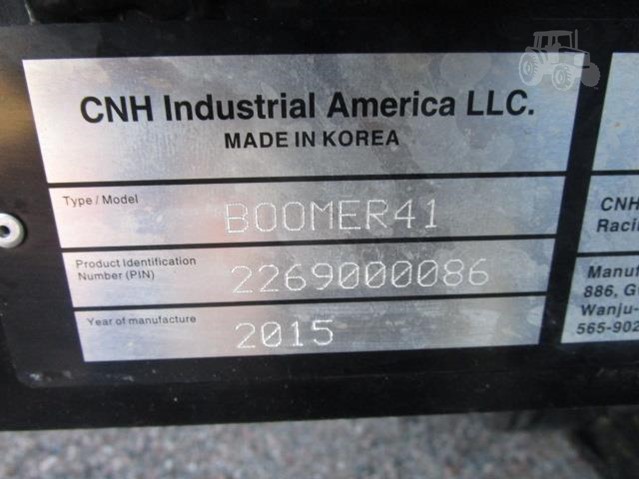 CNH Industrial America LLC.
MADE IN KOREA
Type / Model
BOOMER41
Product Identification
Number (PIN)
2269000086
Year of manufacture
2015
CNH
Racin
Manuf
886, G
Wanju-
565-902